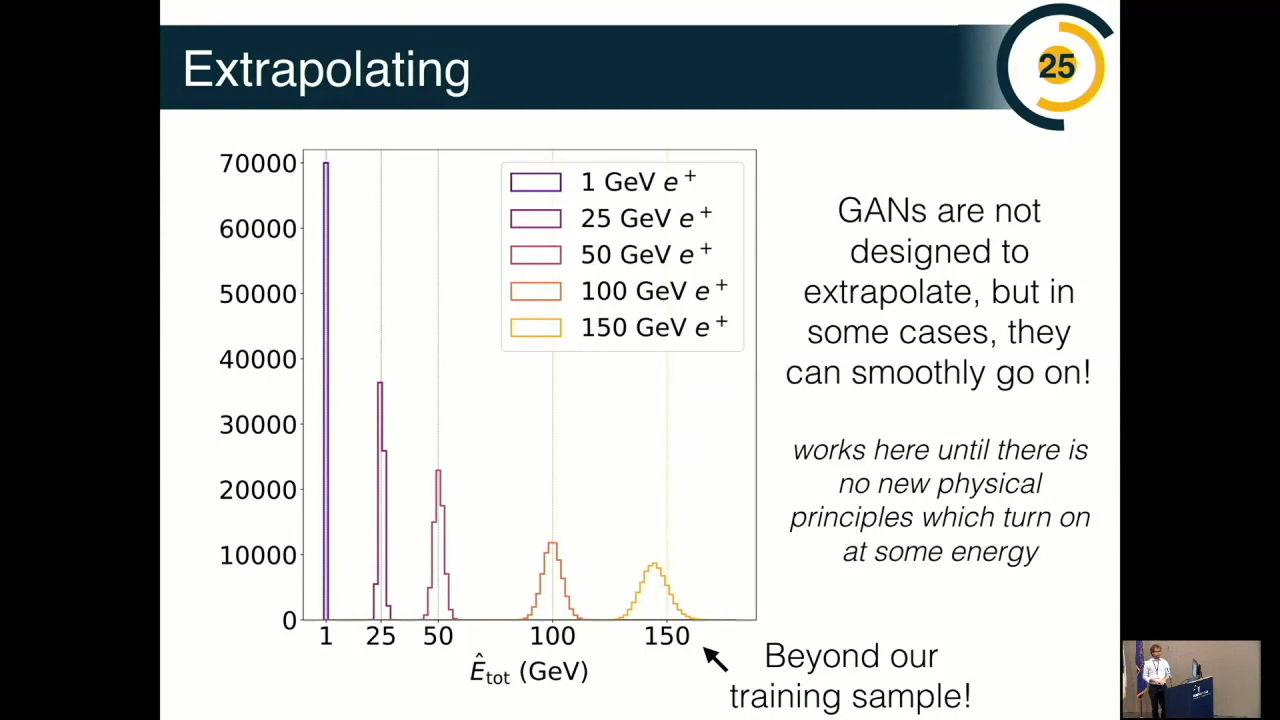 Extrapolating
25
70000
60000
50000
40000
30000
20000
10000
0
1 GeV e⁺
25 GeV e⁺
50 GeV e⁺
100 GeV e⁺
150 GeV e⁺
1 25 50 100 150
Ê_tot (GeV)
GANs are not
designed to
extrapolate, but in
some cases, they
can smoothly go on!
works here until there is
no new physical
principles which turn on
at some energy
Beyond our
training sample!